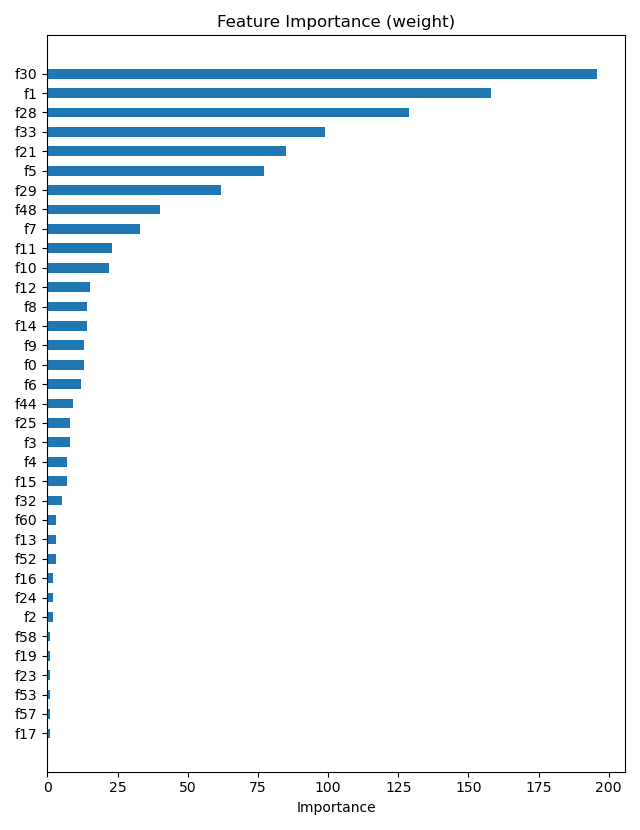 Feature Importance (weight)
f30
f1
f28
f33
f21
f5
f29
f48
f7
f11
f10
f12
f8
f14
f9
f0
f6
f44
f25
f3
f4
f15
f32
f60
f13
f52
f16
f24
f2
f58
f19
f23
f53
f57
f17
0 25 50 75 100 125 150 175 200
Importance